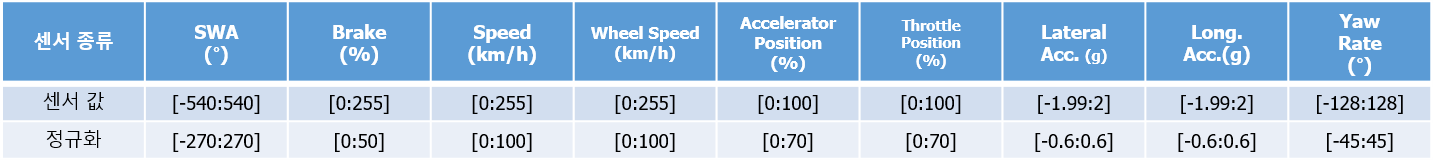 센서 종류 SWA (°) Brake (%) Speed (km/h) Wheel Speed (km/h) Accelerator Position (%) Throttle Position (%) Lateral Acc. (g) Long. Acc.(g) Yaw Rate (°)
센서 값 [-540:540] [0:255] [0:255] [0:255] [0:100] [0:100] [-1.99:2] [-1.99:2] [-128:128]
정규화 [-270:270] [0:50] [0:100] [0:100] [0:70] [0:70] [-0.6:0.6] [-0.6:0.6] [-45:45]